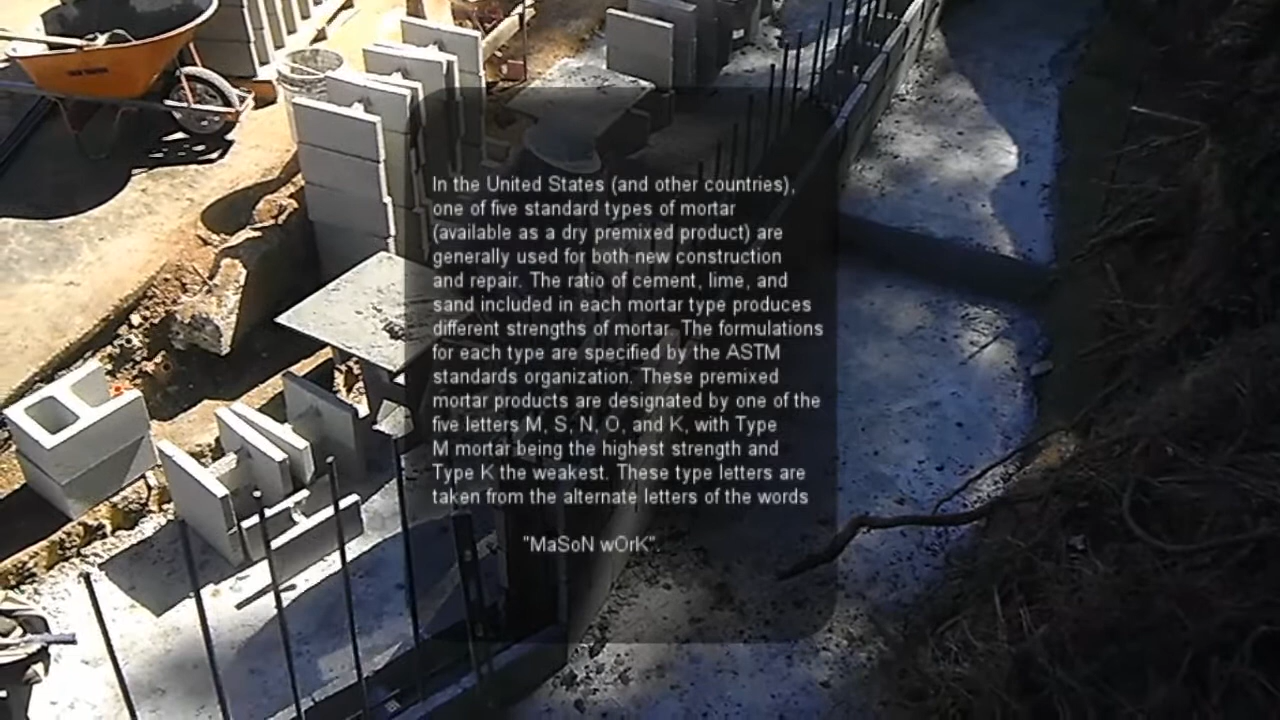 In the United States (and other countries),
one of five standard types of mortar
(available as a dry premixed product) are
generally used for both new construction
and repair. The ratio of cement, lime, and
sand included in each mortar type produces
different strengths of mortar. The formulations
for each type are specified by the ASTM
standards organization. These premixed
mortar products are designated by one of the
five letters M, S, N, O, and K, with Type
M mortar being the highest strength and
Type K the weakest. These type letters are
taken from the alternate letters of the words
"MaSoN wOrK".